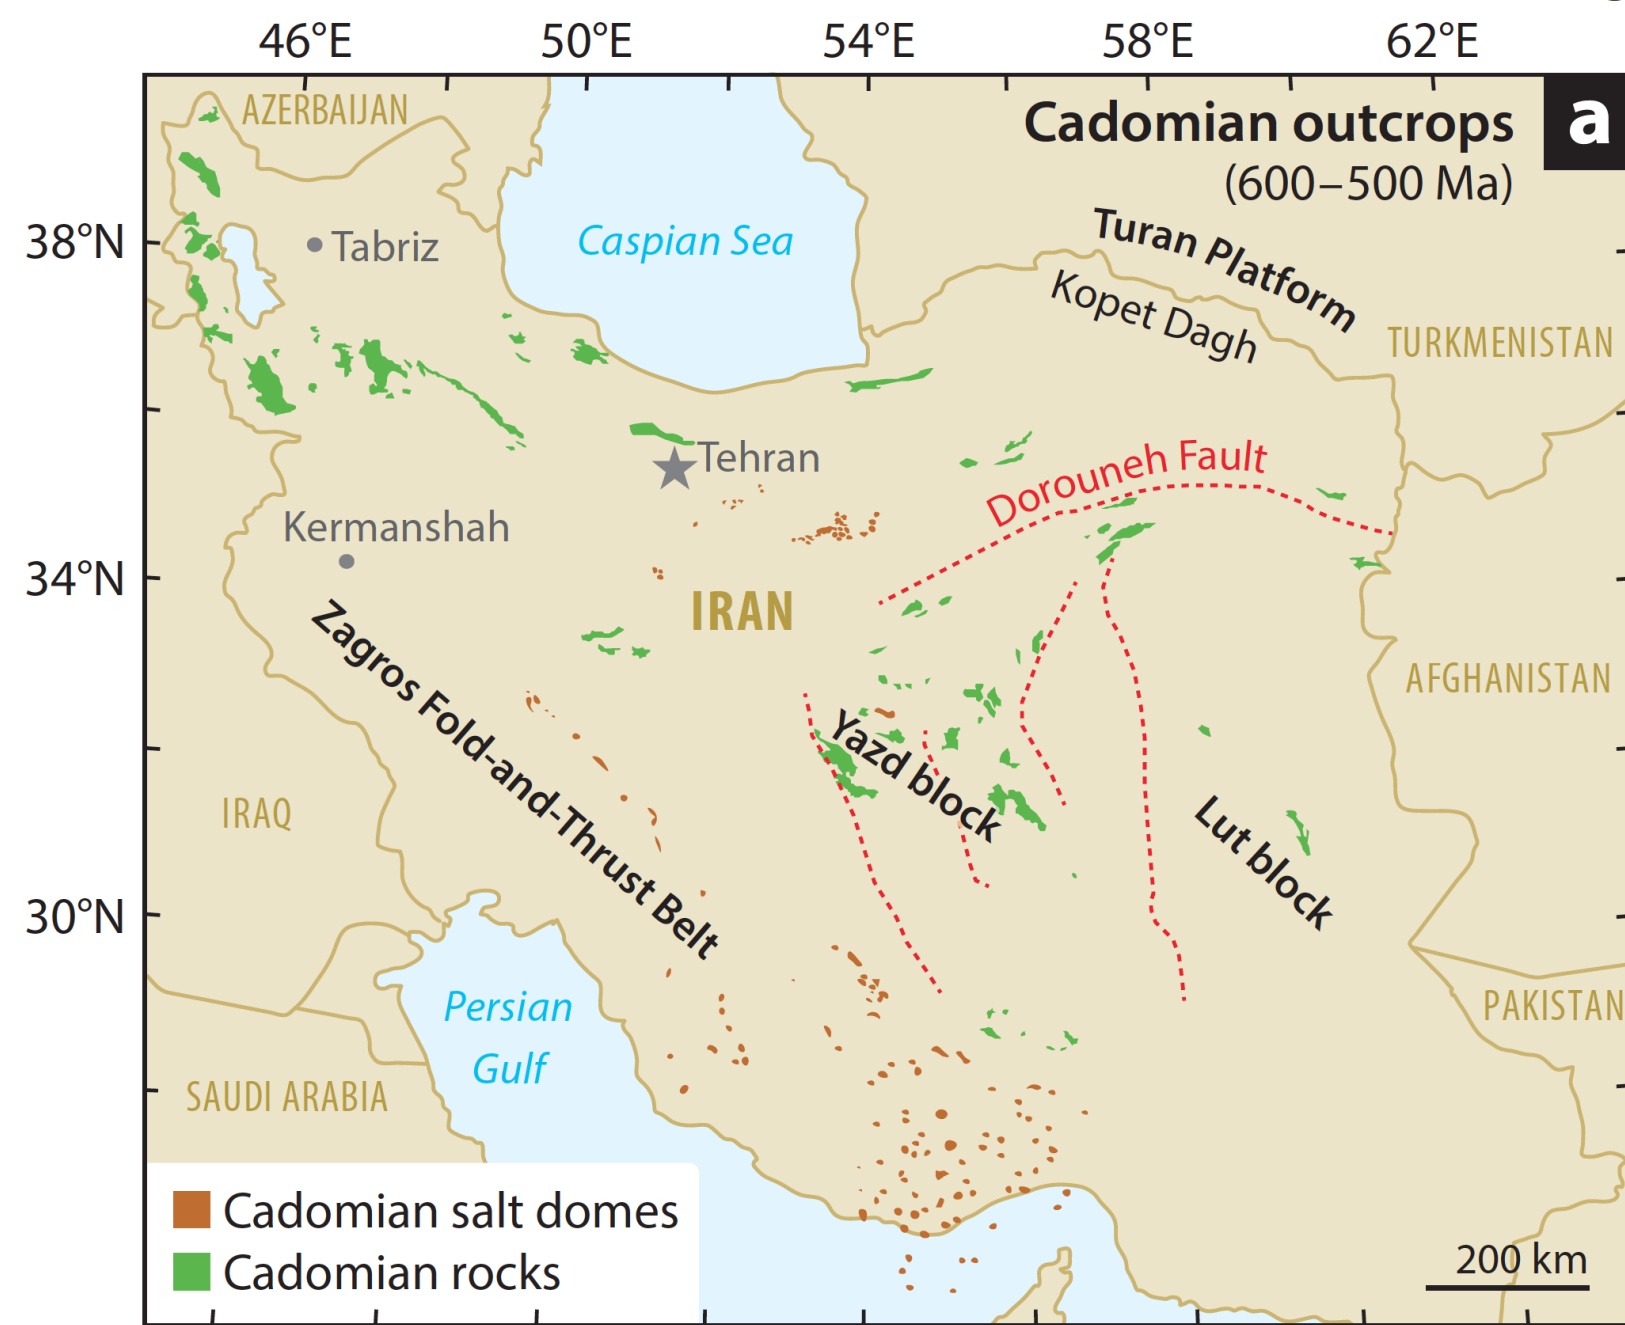 46°E 50°E 54°E 58°E 62°E
AZERBAIJAN
Cadomian outcrops
a
(600–500 Ma)
38°N
Tabriz
Caspian Sea
Turan Platform
Kopet Dagh
TURKMENISTAN
Tehran
Dorouneh Fault
Kermanshah
34°N
IRAN
Zagros Fold-and-Thrust Belt
AFGHANISTAN
Yazd block
IRAQ
Lut block
30°N
Persian
Gulf
PAKISTAN
SAUDI ARABIA
Cadomian salt domes
Cadomian rocks
200 km